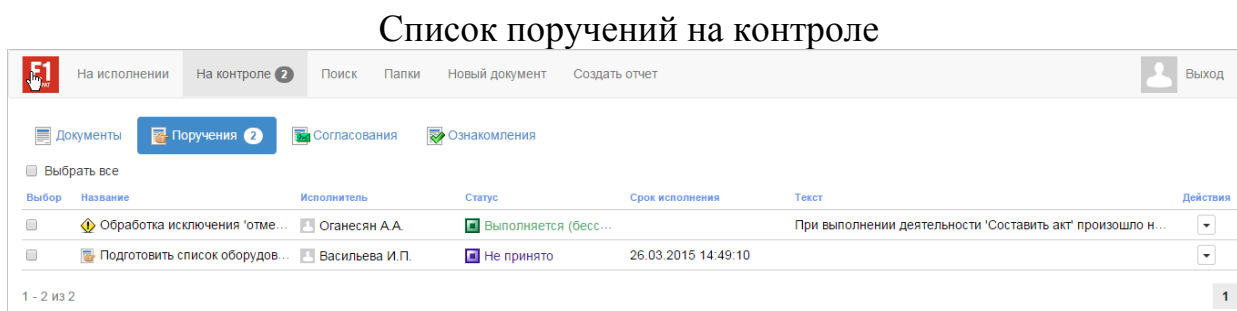 Список поручений на контроле
На исполнении На контроле 2 Поиск Папки Новый документ Создать отчет Выход
Документы Поручения 2 Согласования Ознакомления
Выбрать все
Выбор Название Исполнитель Статус Срок исполнения Текст Действия
Обработка исключения 'отме... Оганесян А.А. Выполняется (бесс... При выполнении деятельности 'Составить акт' произошло н...
Подготовить список оборудов... Васильева И.П. Не принято 26.03.2015 14:49:10
1 - 2 из 2 1